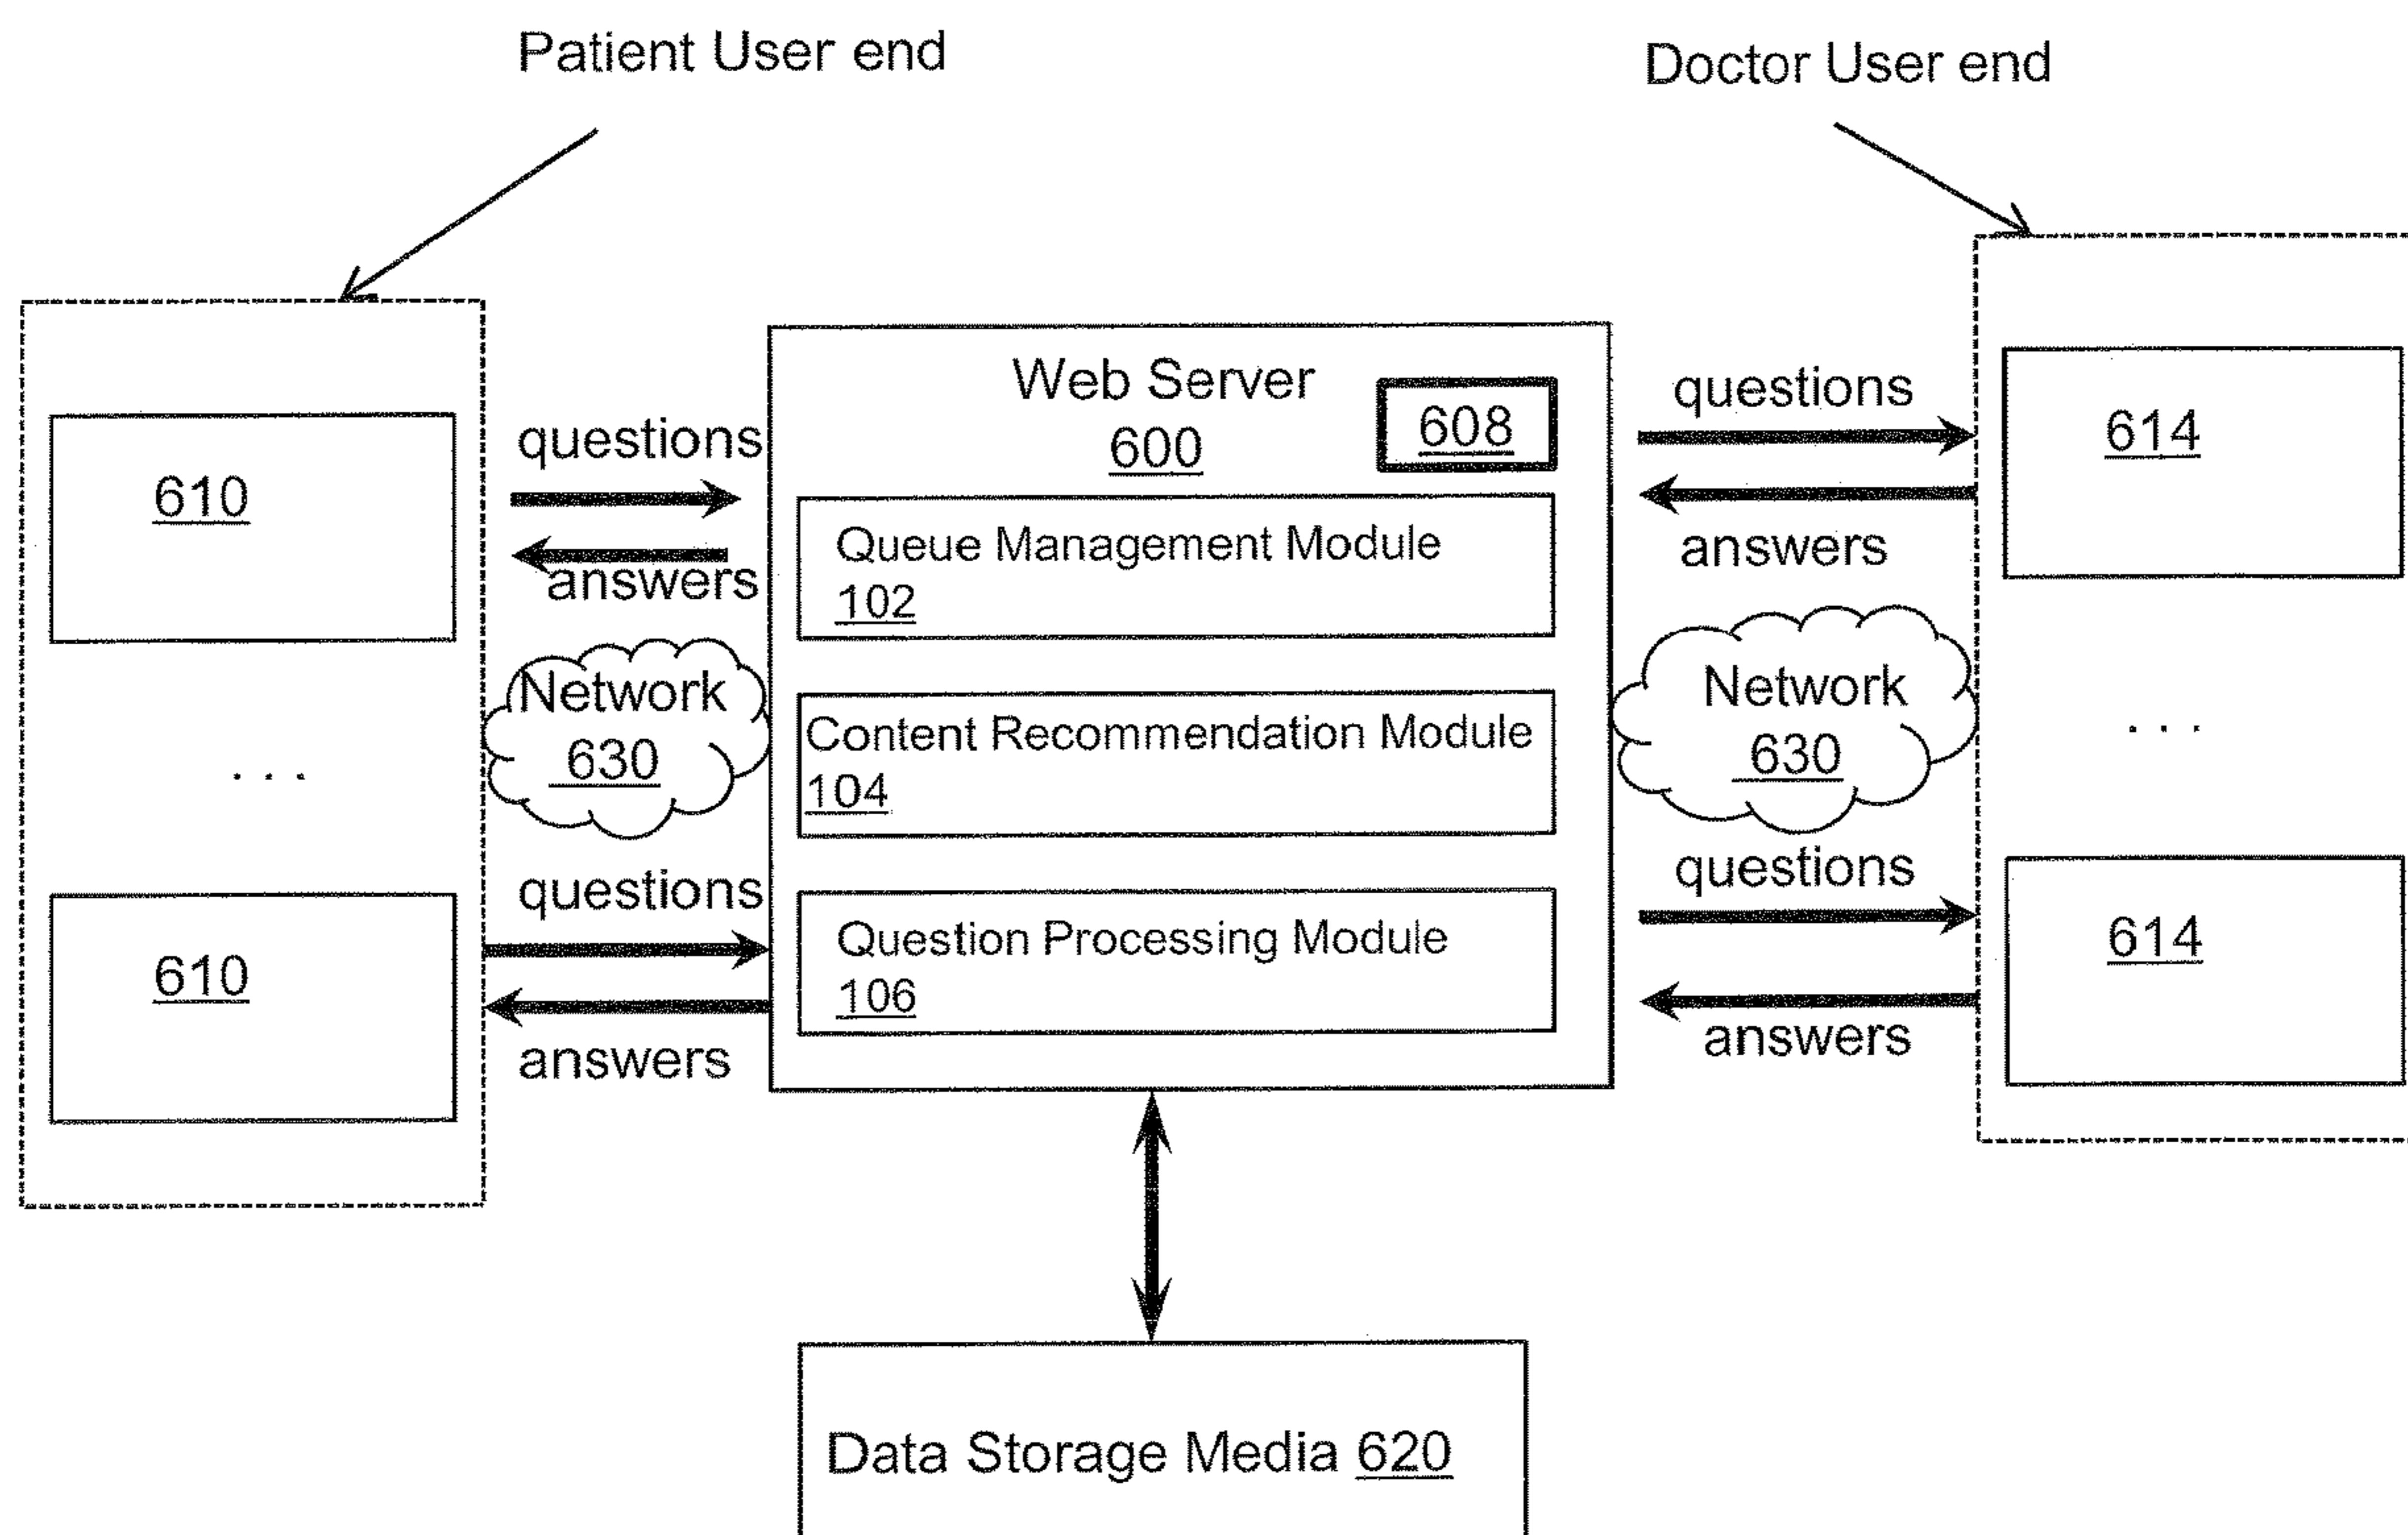 Patient User end
Doctor User end
610
questions
answers
Network
630
. . .
610
questions
answers
Web Server
600
608
Queue Management Module
102
Content Recommendation Module
104
Question Processing Module
106
questions
answers
Network
630
questions
answers
614
. . .
614
Data Storage Media 620